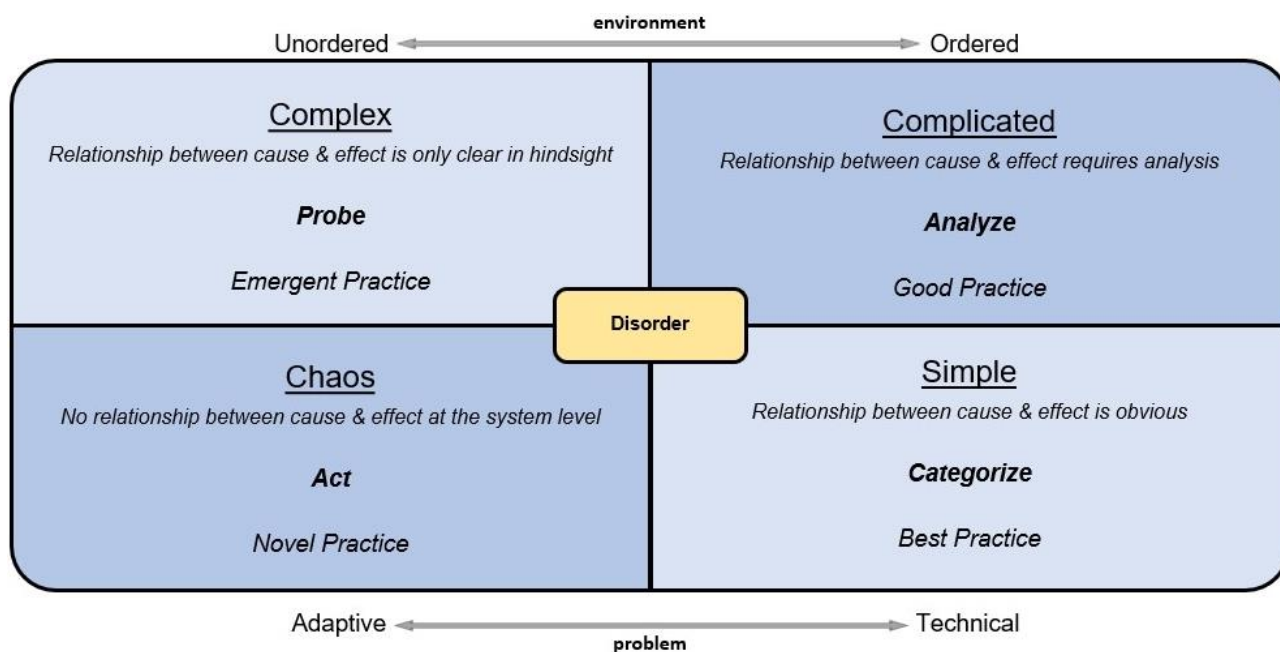 environment
Unordered
Ordered
Complex
Relationship between cause & effect is only clear in hindsight
Probe
Emergent Practice
Complicated
Relationship between cause & effect requires analysis
Analyze
Good Practice
Disorder
Chaos
No relationship between cause & effect at the system level
Act
Novel Practice
Simple
Relationship between cause & effect is obvious
Categorize
Best Practice
Adaptive
Technical
problem